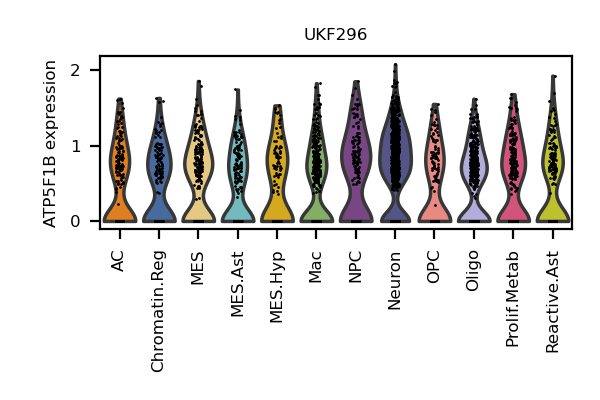 UKF296
ATP5F1B expression
2
1
0
AC
Chromatin.Reg
MES
MES.Ast
MES.Hyp
Mac
NPC
Neuron
OPC
Oligo
Prolif.Metab
Reactive.Ast